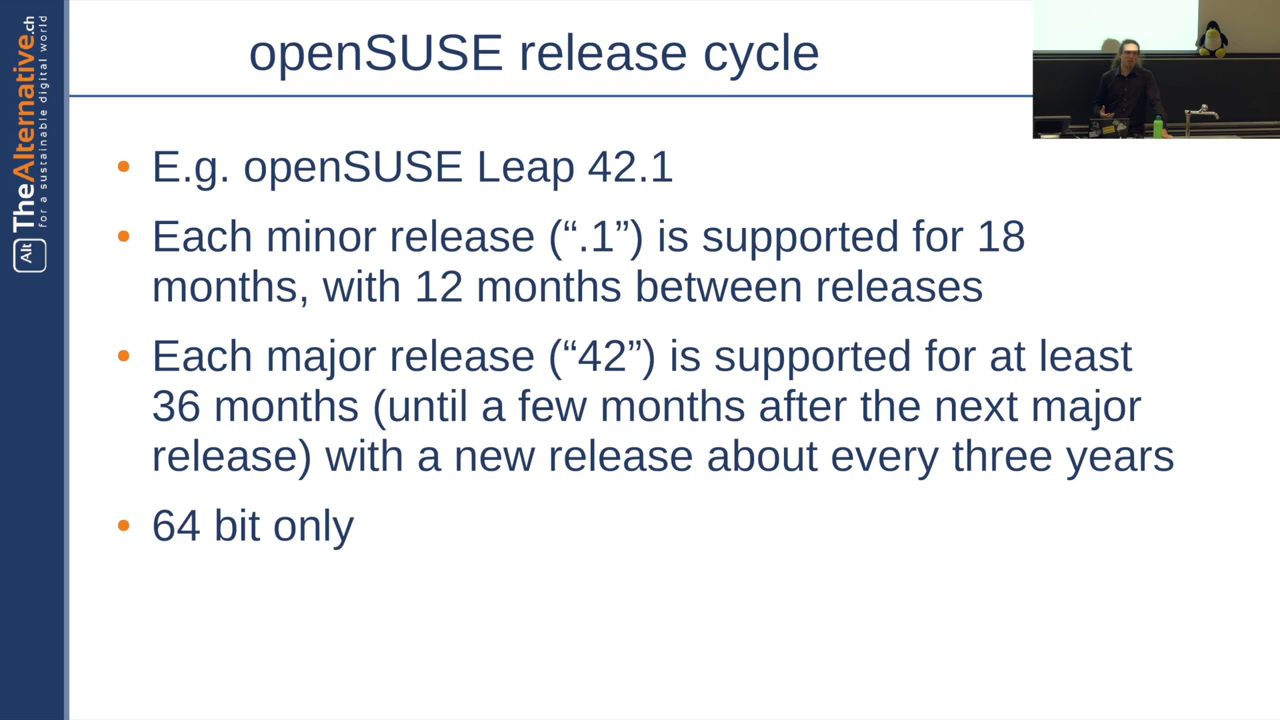 openSUSE release cycle
E.g. openSUSE Leap 42.1
Each minor release (“.1”) is supported for 18
months, with 12 months between releases
Each major release (“42”) is supported for at least
36 months (until a few months after the next major
release) with a new release about every three years
64 bit only
Alt TheAlternative.ch
for a sustainable digital world